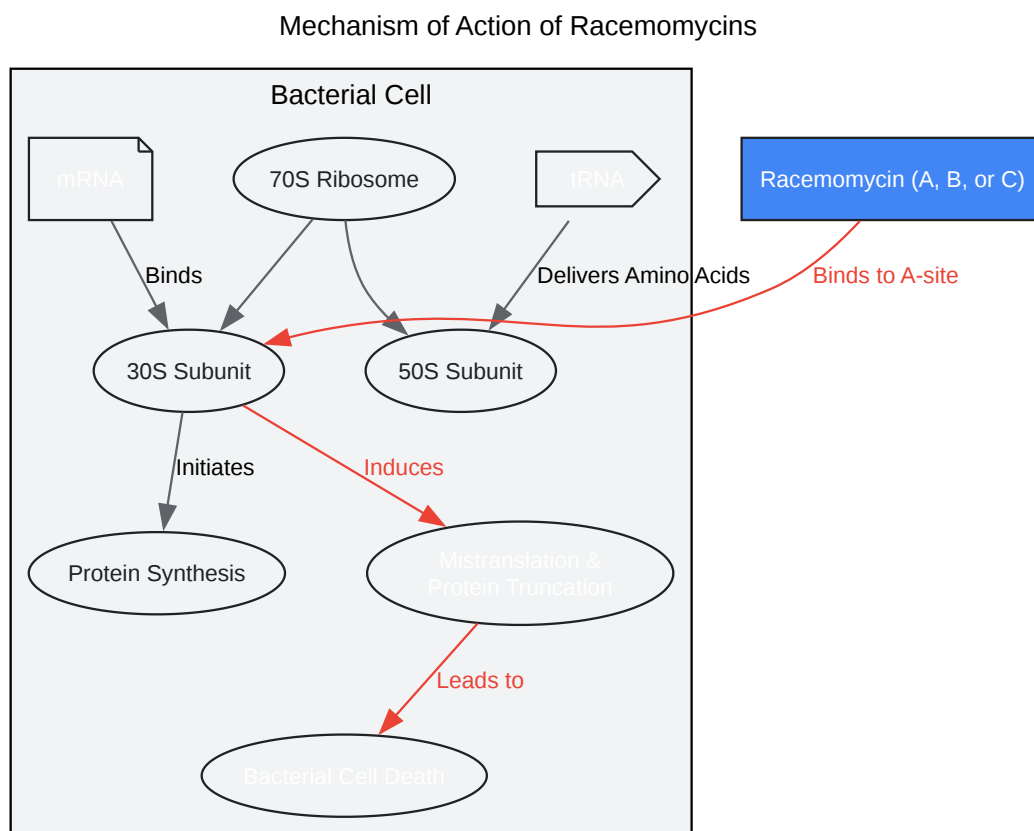 Mechanism of Action of Racemomycins
Bacterial Cell
mRNA
70S Ribosome
tRNA
Racemomycin (A, B, or C)
Binds
Delivers Amino Acids
Binds to A-site
30S Subunit
50S Subunit
Initiates
Induces
Protein Synthesis
Mistranslation &
Protein Truncation
Leads to
Bacterial Cell Death